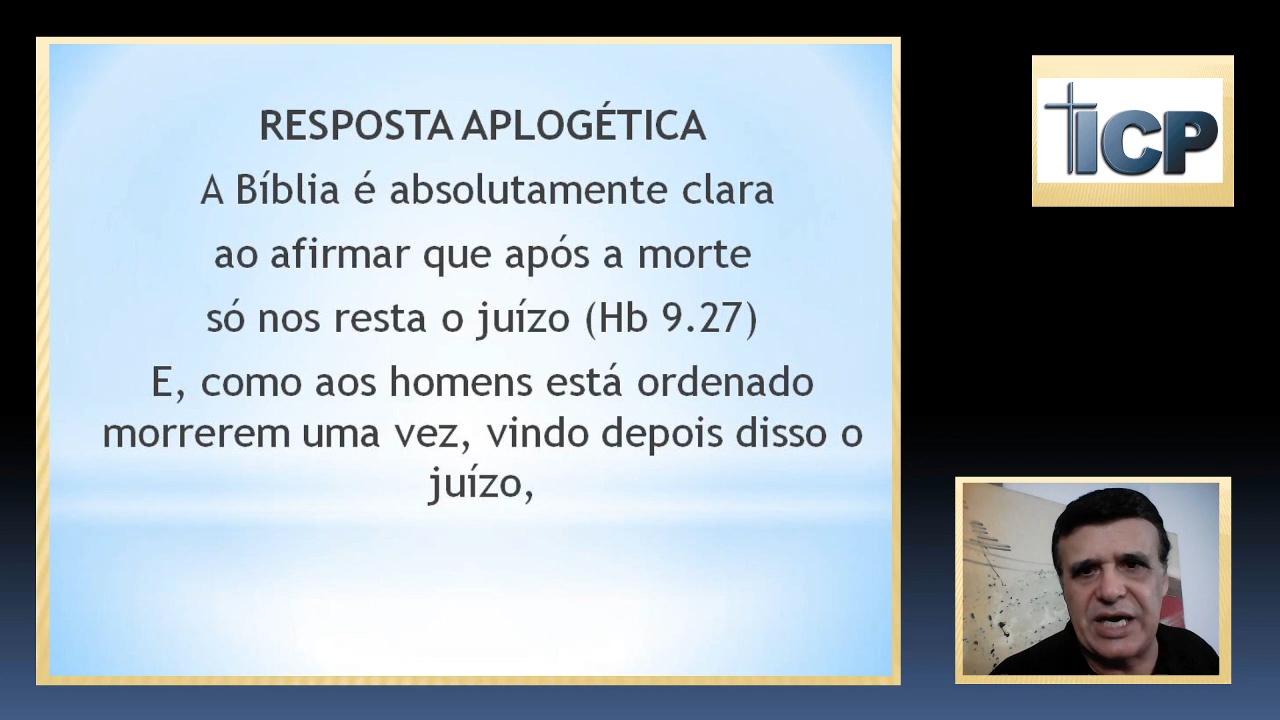 RESPOSTA APLOGÉTICA
A Bíblia é absolutamente clara
ao afirmar que após a morte
só nos resta o juízo (Hb 9.27)
E, como aos homens está ordenado
morrerem uma vez, vindo depois disso o
juízo,
ICP